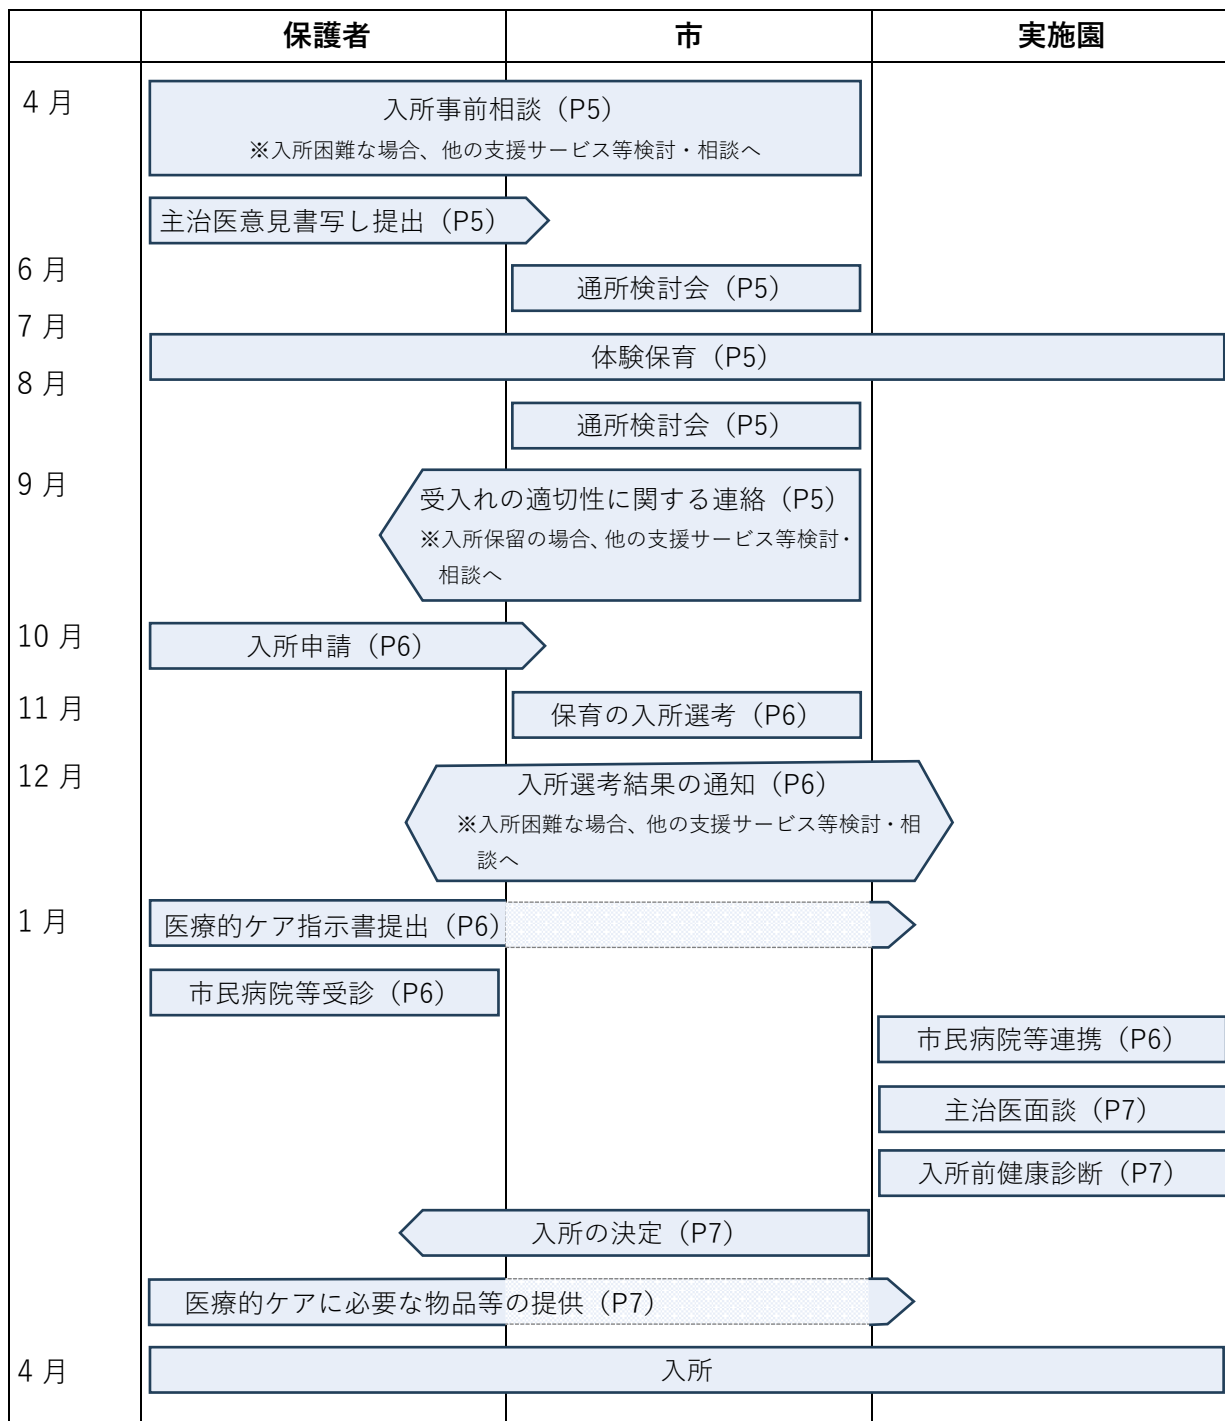 保護者
市
実施園
4 月
入所事前相談（P5）
※入所困難な場合、他の支援サービス等検討・相談へ
主治医意見書写し提出（P5）
6 月
通所検討会（P5）
7 月
体験保育（P5）
8 月
通所検討会（P5）
9 月
受入れの適切性に関する連絡（P5）
※入所保留の場合、他の支援サービス等検討・
相談へ
10 月
入所申請（P6）
11 月
保育の入所選考（P6）
12 月
入所選考結果の通知（P6）
※入所困難な場合、他の支援サービス等検討・相
談へ
1 月
医療的ケア指示書提出（P6）
市民病院等受診（P6）
市民病院等連携（P6）
主治医面談（P7）
入所前健康診断（P7）
入所の決定（P7）
医療的ケアに必要な物品等の提供（P7）
4 月
入所